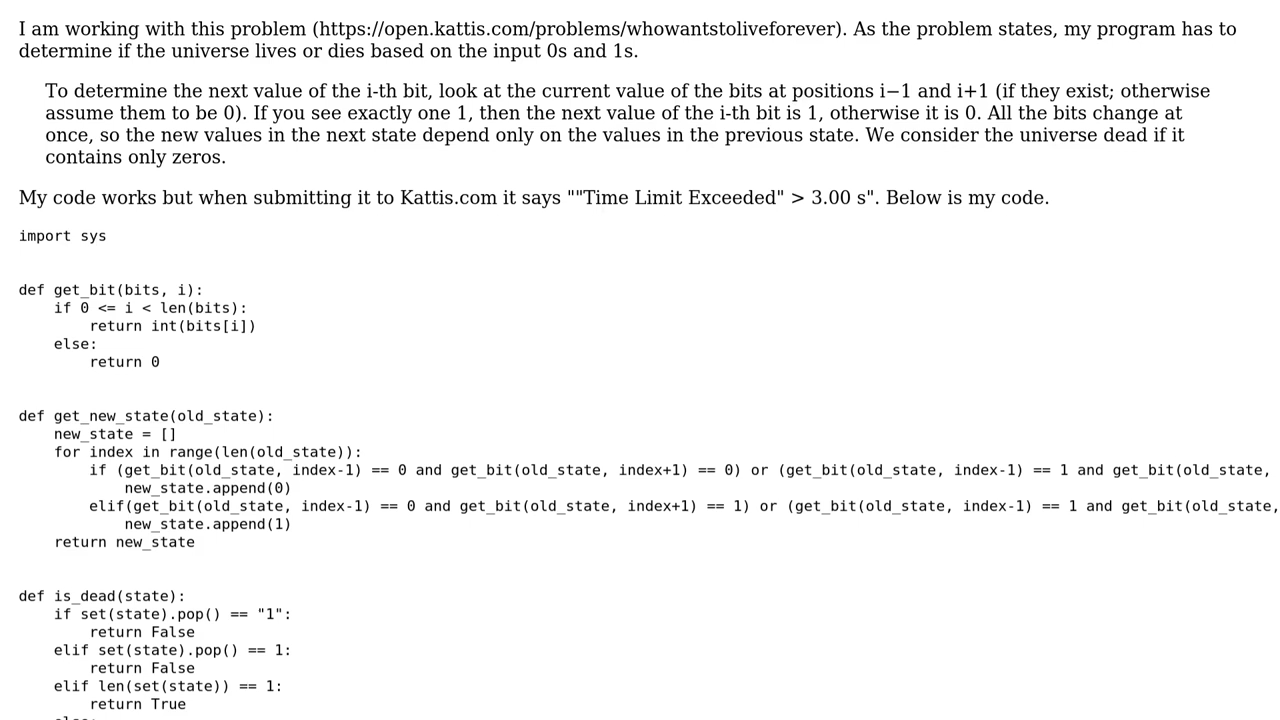 I am working with this problem (https://open.kattis.com/problems/whowantstoliveforever). As the problem states, my program has to
determine if the universe lives or dies based on the input 0s and 1s.
To determine the next value of the i-th bit, look at the current value of the bits at positions i−1 and i+1 (if they exist; otherwise
assume them to be 0). If you see exactly one 1, then the next value of the i-th bit is 1, otherwise it is 0. All the bits change at
once, so the new values in the next state depend only on the values in the previous state. We consider the universe dead if it
contains only zeros.
My code works but when submitting it to Kattis.com it says ""Time Limit Exceeded" > 3.00 s". Below is my code.
import sys
def get_bit(bits, i):
    if 0 <= i < len(bits):
        return int(bits[i])
    else:
        return 0
def get_new_state(old_state):
    new_state = []
    for index in range(len(old_state)):
        if (get_bit(old_state, index-1) == 0 and get_bit(old_state, index+1) == 0) or (get_bit(old_state, index-1) == 1 and get_bit(old_state,
            new_state.append(0)
        elif(get_bit(old_state, index-1) == 0 and get_bit(old_state, index+1) == 1) or (get_bit(old_state, index-1) == 1 and get_bit(old_state,
            new_state.append(1)
    return new_state
def is_dead(state):
    if set(state).pop() == "1":
        return False
    elif set(state).pop() == 1:
        return False
    elif len(set(state)) == 1:
        return True